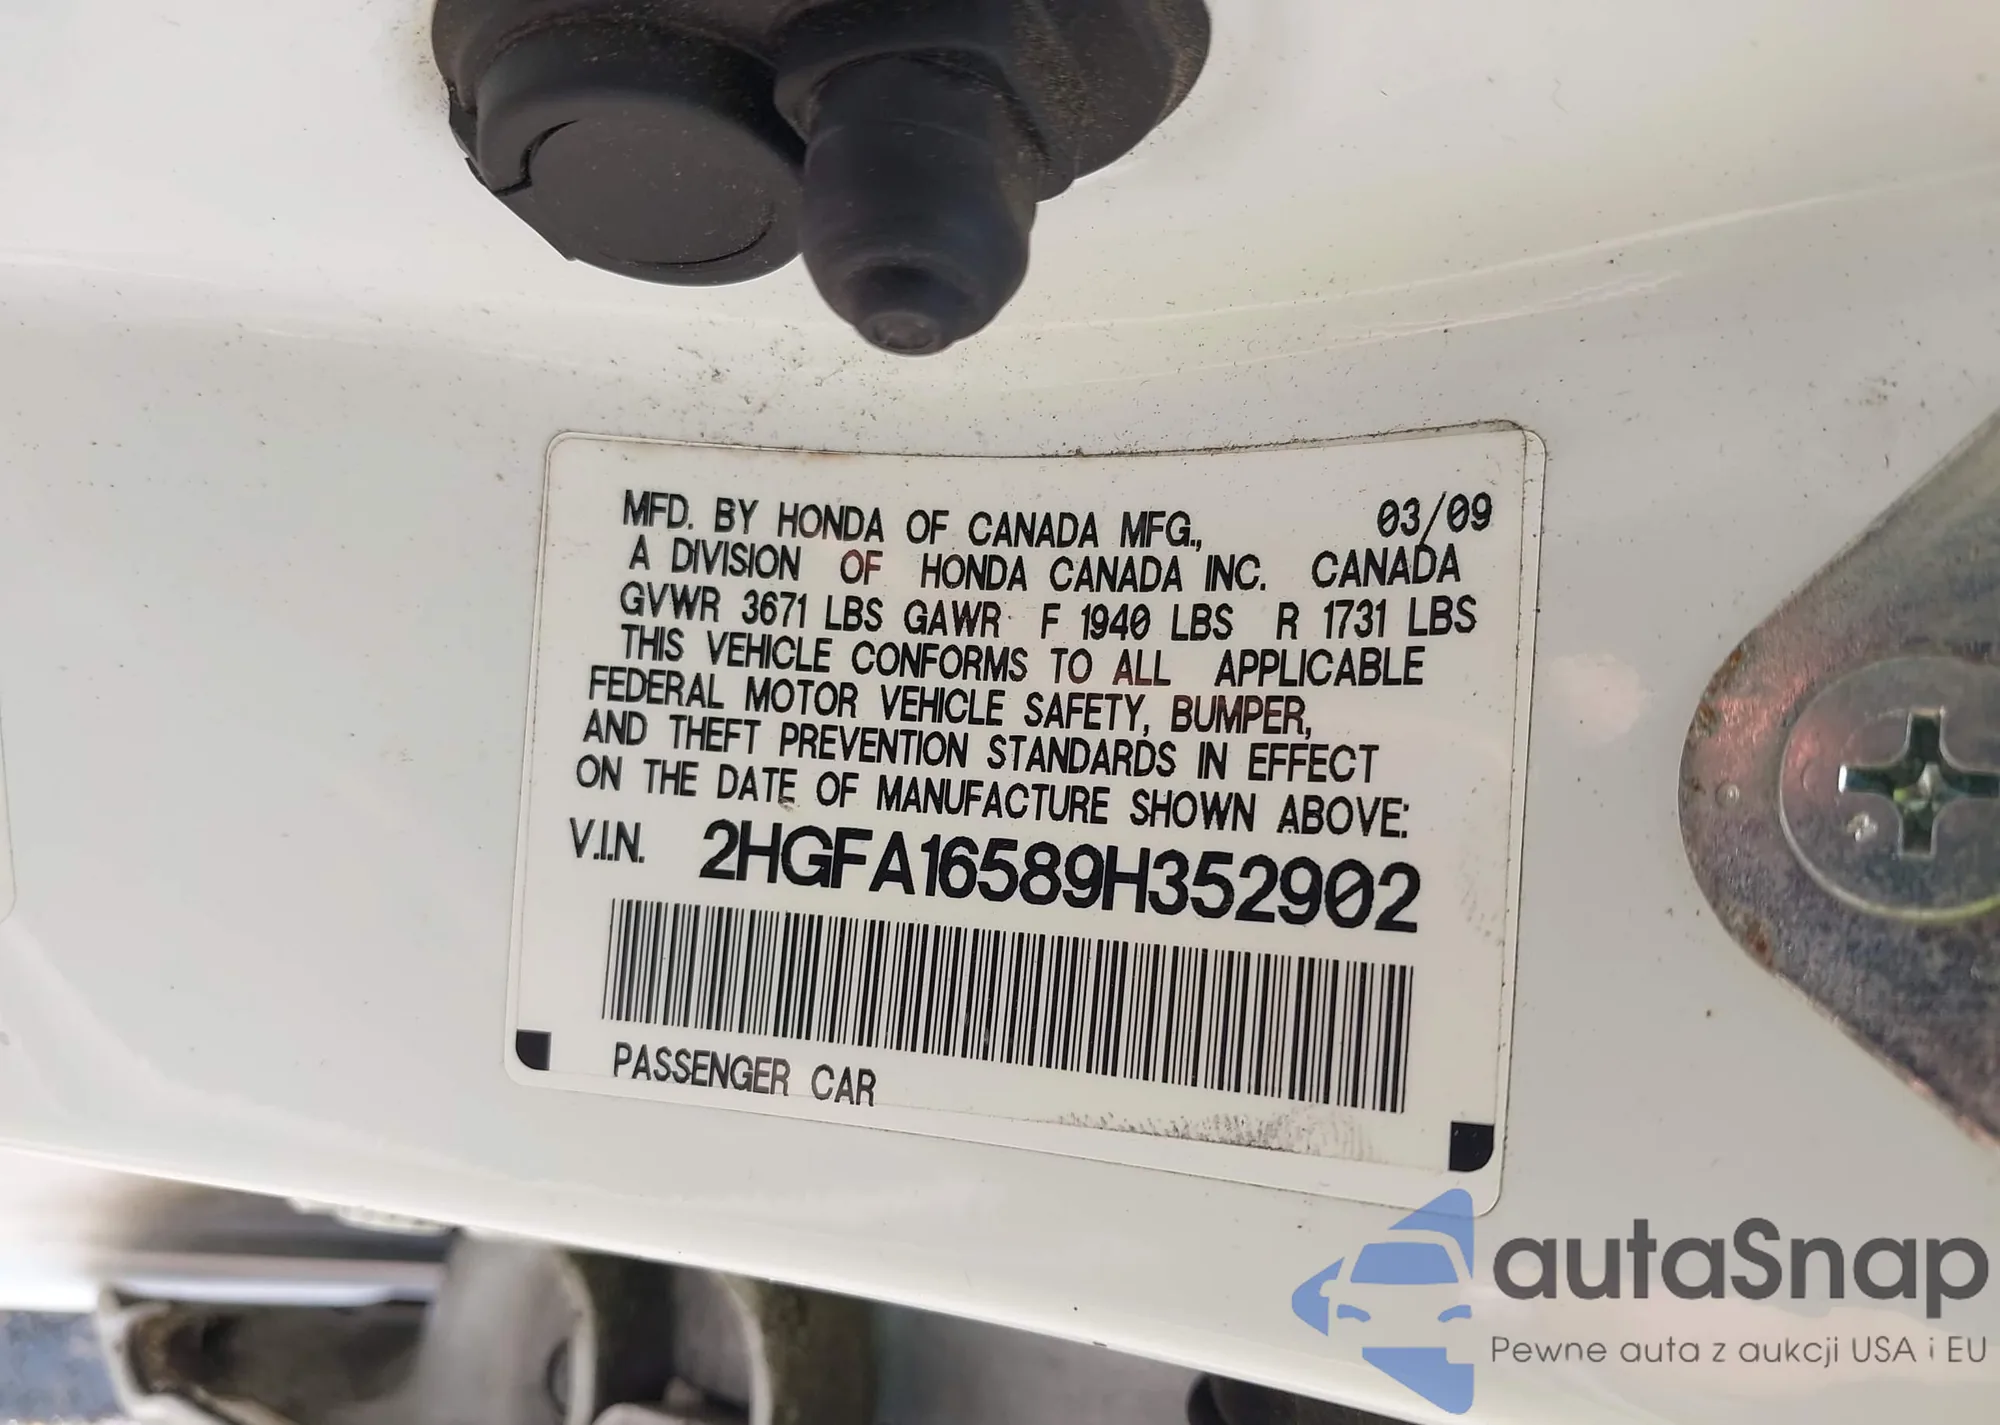 MFD. BY HONDA OF CANADA MFG., 03/09
A DIVISION OF HONDA CANADA INC. CANADA
GVWR 3671 LBS GAWR F 1940 LBS R 1731 LBS
THIS VEHICLE CONFORMS TO ALL APPLICABLE
FEDERAL MOTOR VEHICLE SAFETY, BUMPER,
AND THEFT PREVENTION STANDARDS IN EFFECT
ON THE DATE OF MANUFACTURE SHOWN ABOVE:
V.I.N. 2HGFA16589H352902
PASSENGER CAR
autaSnap
Pewne auta z aukcji USA i EU